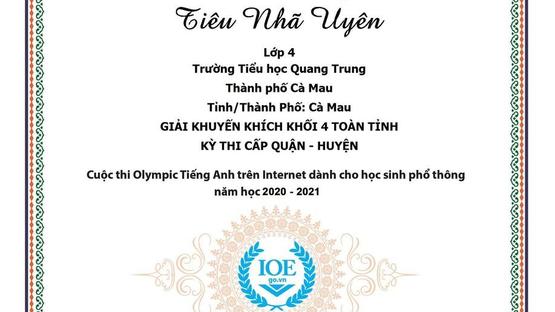 Tiêu Nhã Uyên
Lớp 4
Trường Tiểu học Quang Trung
Thành phố Cà Mau
Tỉnh/Thành Phố: Cà Mau
GIẢI KHUYẾN KHÍCH KHỐI 4 TOÀN TỈNH
KỲ THI CẤP QUẬN - HUYỆN
Cuộc thi Olympic Tiếng Anh trên Internet dành cho học sinh phổ thông
năm học 2020 - 2021
IOE
go.vn